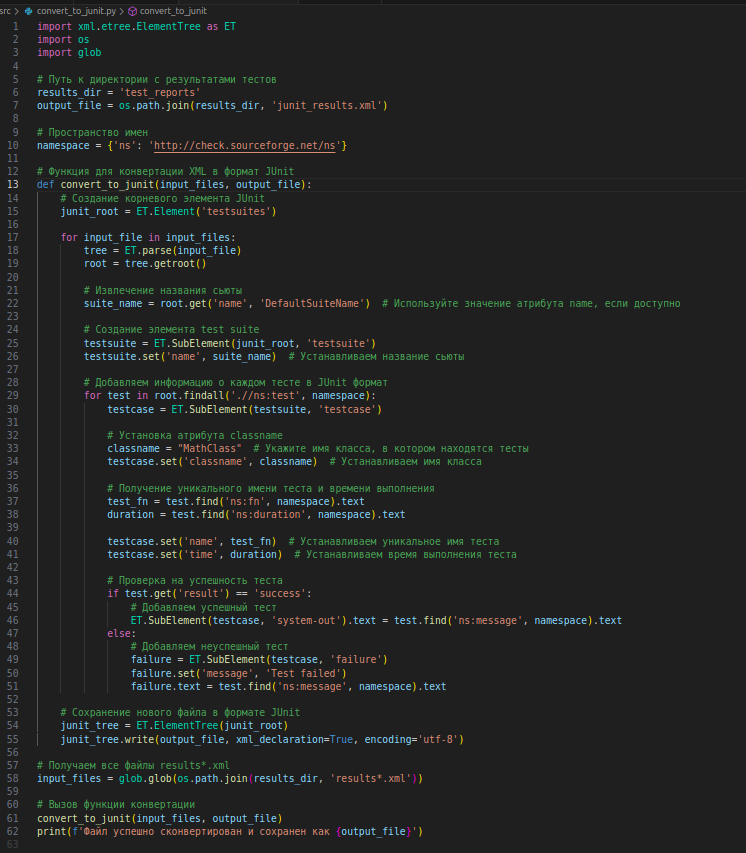 src > convert_to_junit.py > convert_to_junit
1 import xml.etree.ElementTree as ET
2 import os
3 import glob
4
5 # Путь к директории с результатами тестов
6 results_dir = 'test_reports'
7 output_file = os.path.join(results_dir, 'junit_results.xml')
8
9 # Пространство имен
10 namespace = {'ns': 'http://check.sourceforge.net/ns'}
11
12 # Функция для конвертации XML в формат JUnit
13 def convert_to_junit(input_files, output_file):
14     # Создание корневого элемента JUnit
15     junit_root = ET.Element('testsuites')
16
17     for input_file in input_files:
18         tree = ET.parse(input_file)
19         root = tree.getroot()
20
21         # Извлечение названия сьюты
22         suite_name = root.get('name', 'DefaultSuiteName')  # Используйте значение атрибута name, если доступно
23
24         # Создание элемента test suite
25         testsuite = ET.SubElement(junit_root, 'testsuite')
26         testsuite.set('name', suite_name)  # Устанавливаем название сьюты
27
28         # Добавляем информацию о каждом тесте в JUnit формат
29         for test in root.findall('.//ns:test', namespace):
30             testcase = ET.SubElement(testsuite, 'testcase')
31
32             # Установка атрибута classname
33             classname = "MathClass"  # Укажите имя класса, в котором находятся тесты
34             testcase.set('classname', classname)  # Устанавливаем имя класса
35
36             # Получение уникального имени теста и времени выполнения
37             test_fn = test.find('ns:fn', namespace).text
38             duration = test.find('ns:duration', namespace).text
39
40             testcase.set('name', test_fn)  # Устанавливаем уникальное имя теста
41             testcase.set('time', duration)  # Устанавливаем время выполнения теста
42
43             # Проверка на успешность теста
44             if test.get('result') == 'success':
45                 # Добавляем успешный тест
46                 ET.SubElement(testcase, 'system-out').text = test.find('ns:message', namespace).text
47             else:
48                 # Добавляем неуспешный тест
49                 failure = ET.SubElement(testcase, 'failure')
50                 failure.set('message', 'Test failed')
51                 failure.text = test.find('ns:message', namespace).text
52
53     # Сохранение нового файла в формате JUnit
54     junit_tree = ET.ElementTree(junit_root)
55     junit_tree.write(output_file, xml_declaration=True, encoding='utf-8')
56
57 # Получаем все файлы results*.xml
58 input_files = glob.glob(os.path.join(results_dir, 'results*.xml'))
59
60 # Вызов функции конвертации
61 convert_to_junit(input_files, output_file)
62 print(f'Файл успешно сконвертирован и сохранен как {output_file}')
63